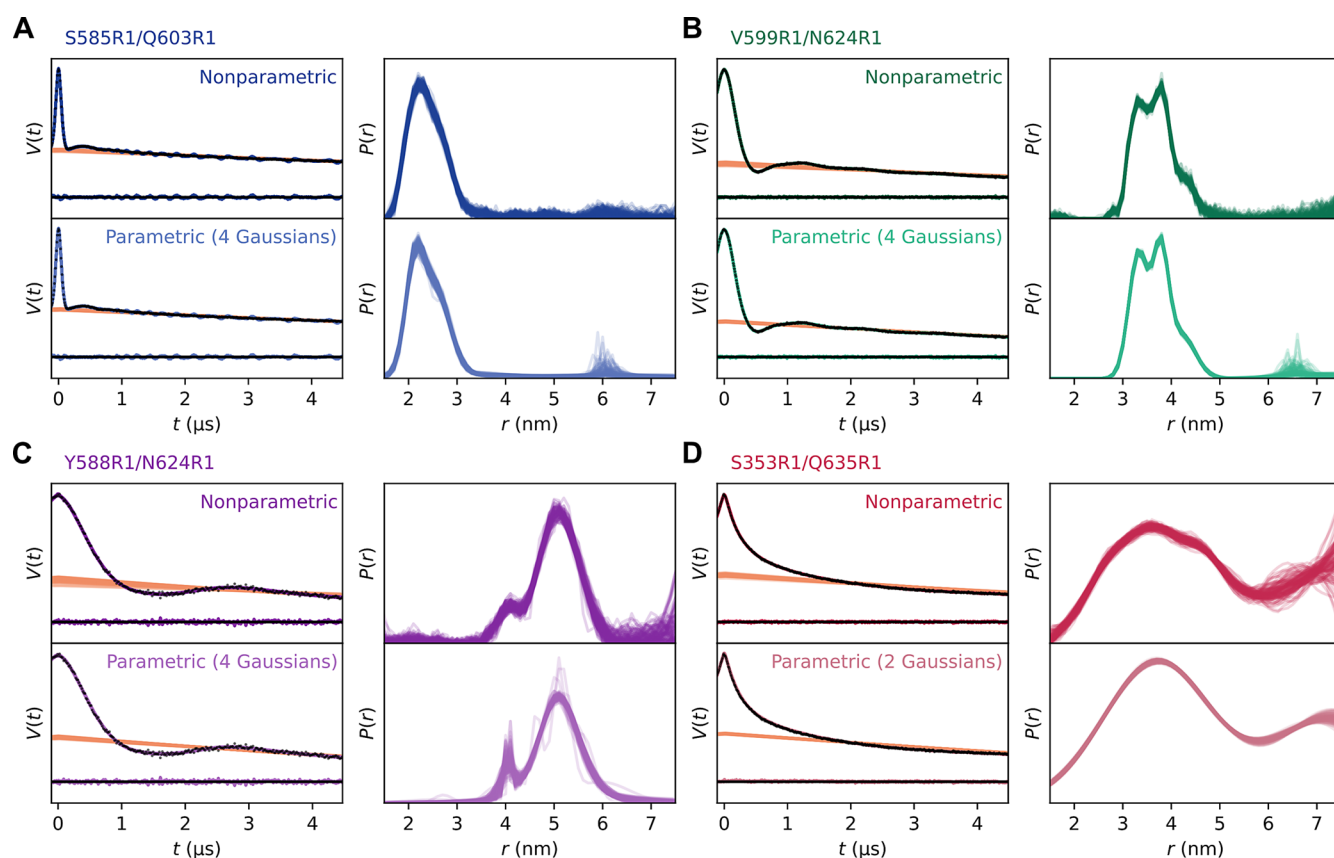 A
S585R1/Q603R1
Nonparametric
V(t)
P(r)
Parametric (4 Gaussians)
V(t)
P(r)
0 1 2 3 4
t (μs)
2 3 4 5 6 7
r (nm)
B
V599R1/N624R1
Nonparametric
V(t)
P(r)
Parametric (4 Gaussians)
V(t)
P(r)
0 1 2 3 4
t (μs)
2 3 4 5 6 7
r (nm)
C
Y588R1/N624R1
Nonparametric
V(t)
P(r)
Parametric (4 Gaussians)
V(t)
P(r)
0 1 2 3 4
t (μs)
2 3 4 5 6 7
r (nm)
D
S353R1/Q635R1
Nonparametric
V(t)
P(r)
Parametric (2 Gaussians)
V(t)
P(r)
0 1 2 3 4
t (μs)
2 3 4 5 6 7
r (nm)